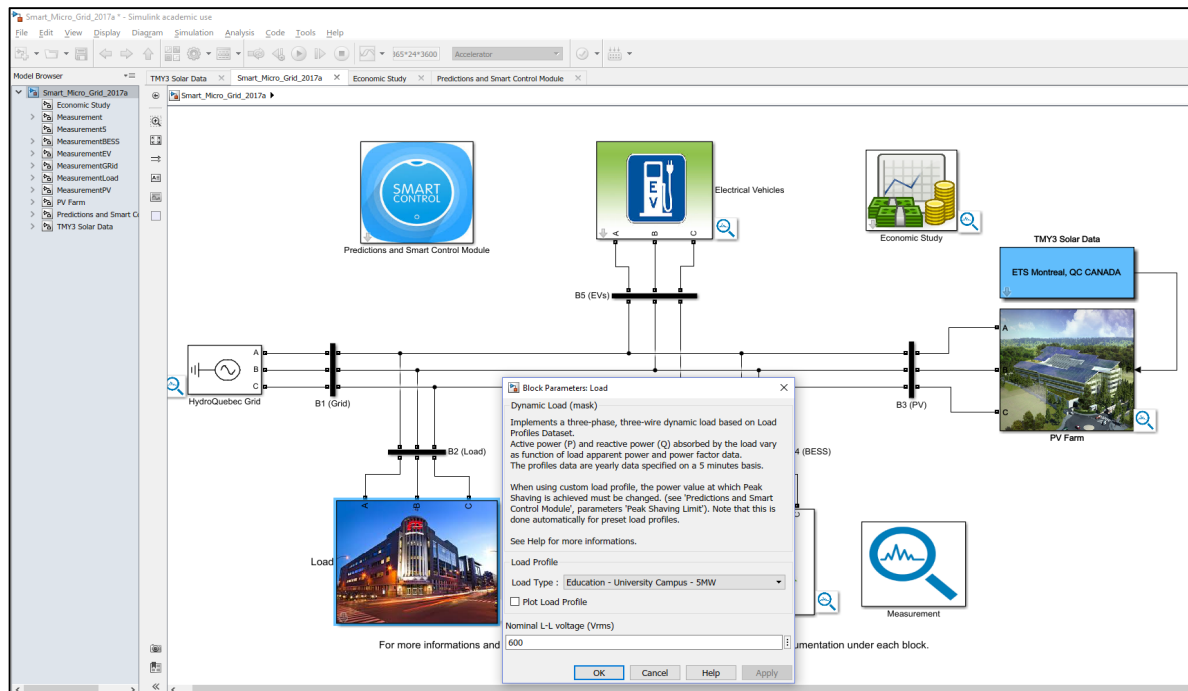 Smart_Micro_Grid_2017a * - Simulink academic use
File Edit View Display Diagram Simulation Analysis Code Tools Help
365*24*3600 Accelerator
Model Browser
TMY3 Solar Data Smart_Micro_Grid_2017a Economic Study Predictions and Smart Control Module
Smart_Micro_Grid_2017a
Smart_Micro_Grid_2017a
Economic Study
Measurement
Measurement5
MeasurementBESS
MeasurementEV
MeasurementGRid
MeasurementLoad
MeasurementPV
PV Farm
Predictions and Smart C
TMY3 Solar Data
SMART
CONTROL
Predictions and Smart Control Module
E
V
Electrical Vehicles
A B C
Economic Study
TMY3 Solar Data
ETS Montreal, QC CANADA
B5 (EVs)
A
B
C
HydroQuebec Grid
B1 (Grid)
B3 (PV)
A
C
PV Farm
B2 (Load)
4 (BESS)
A B C
Load
C
Measurement
For more informations and
umentation under each block.
Block Parameters: Load
Dynamic Load (mask)
Implements a three-phase, three-wire dynamic load based on Load
Profiles Dataset.
Active power (P) and reactive power (Q) absorbed by the load vary
as function of load apparent power and power factor data.
The profiles data are yearly data specified on a 5 minutes basis.
When using custom load profile, the power value at which Peak
Shaving is achieved must be changed. (see 'Predictions and Smart
Control Module', parameters 'Peak Shaving Limit'). Note that this is
done automatically for preset load profiles.
See Help for more informations.
Load Profile
Load Type : Education - University Campus - 5MW
Plot Load Profile
Nominal L-L voltage (Vrms)
600
OK Cancel Help Apply